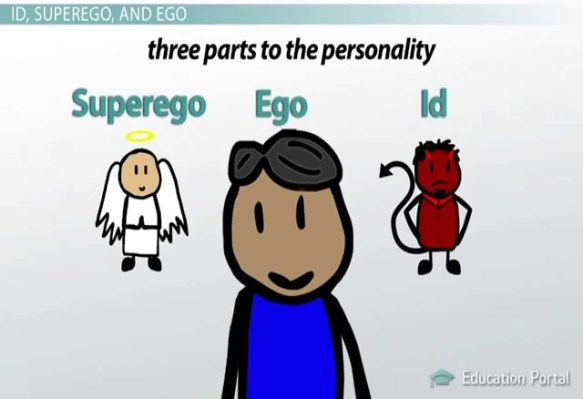 ID, SUPEREGO, AND EGO
three parts to the personality
Superego Ego Id
Education Portal